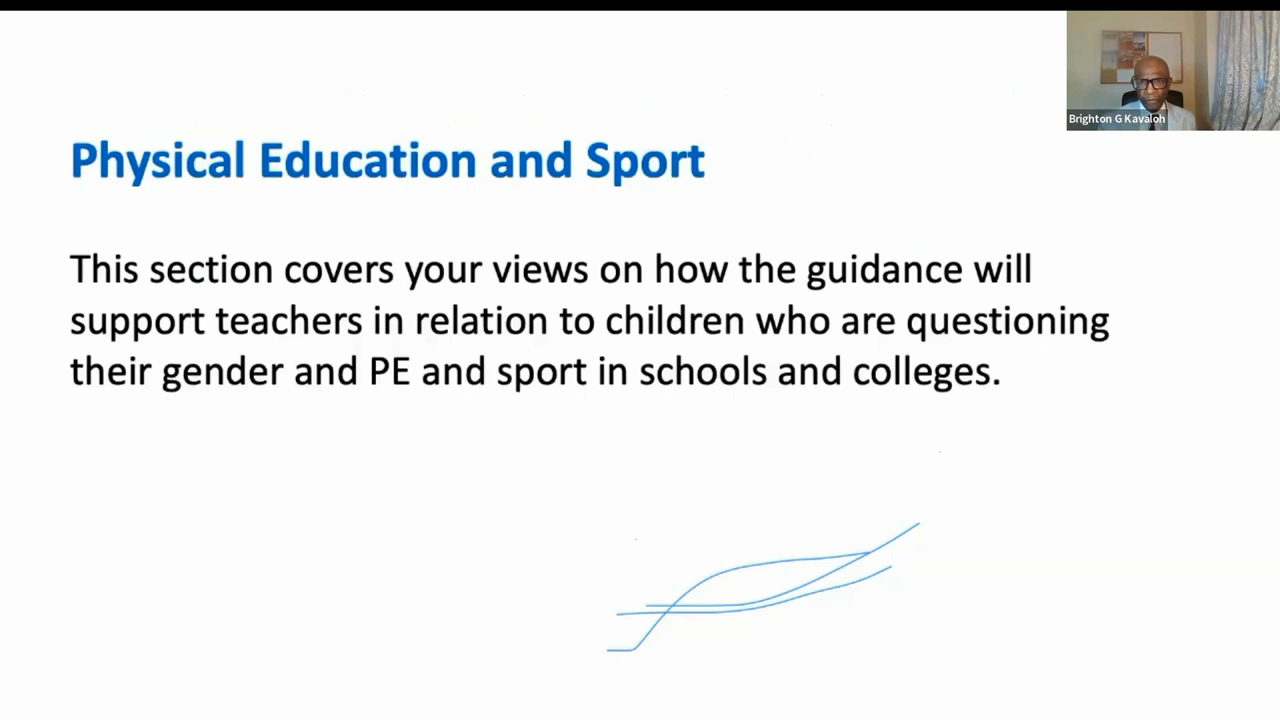 Physical Education and Sport
This section covers your views on how the guidance will
support teachers in relation to children who are questioning
their gender and PE and sport in schools and colleges.
Brighton G Kavaloh